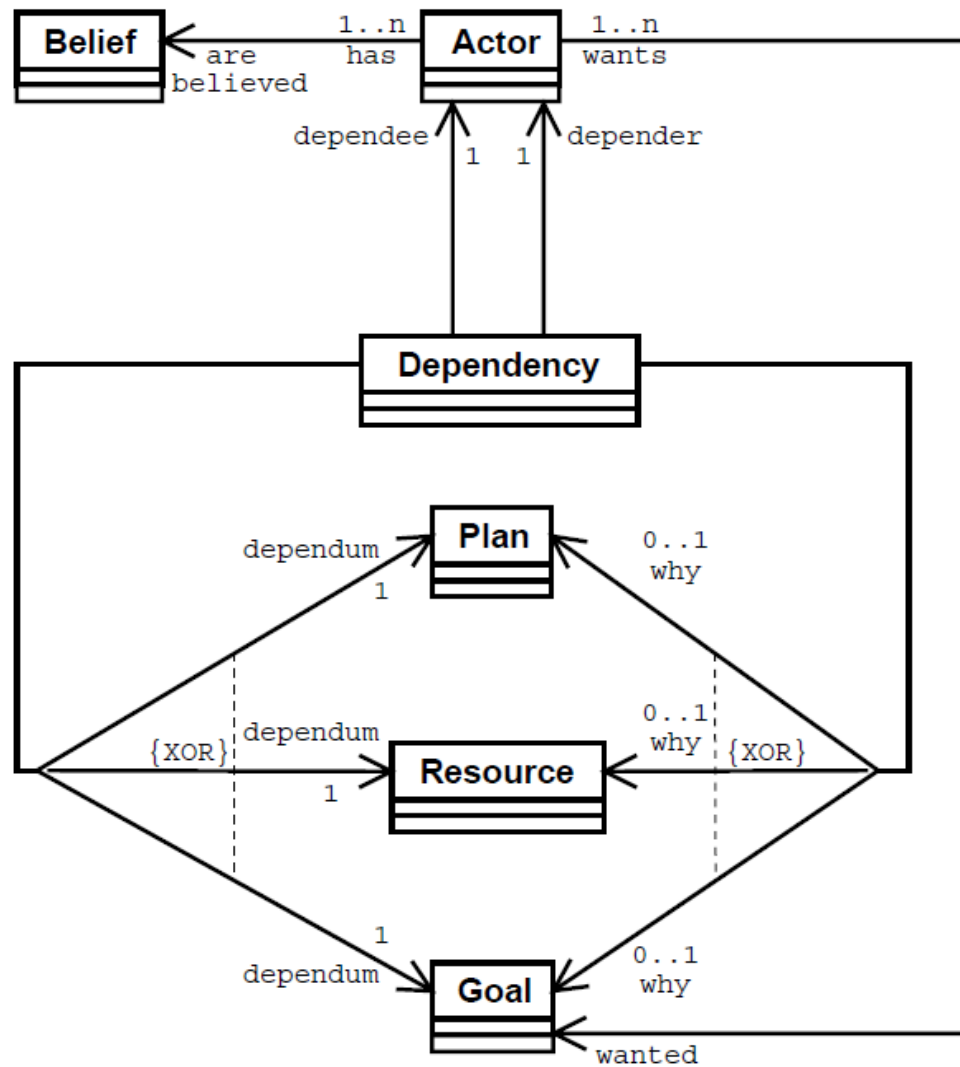 Belief
Actor
1..n
has
are
believed
1..n
wants
dependee
1
1
depender
Dependency
Plan
dependum
1
0..1
why
dependum
{XOR}
1
Resource
0..1
why
{XOR}
1
dependum
Goal
0..1
why
wanted